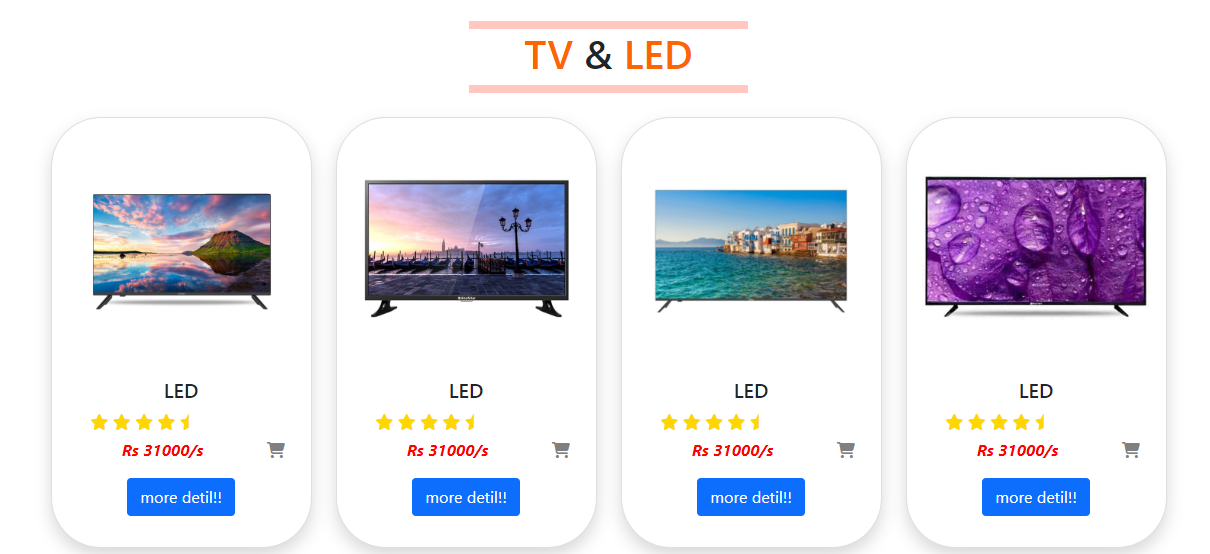 TV & LED
LED
Rs 31000/s
more detil!!
LED
Rs 31000/s
more detil!!
LED
Rs 31000/s
more detil!!
LED
Rs 31000/s
more detil!!